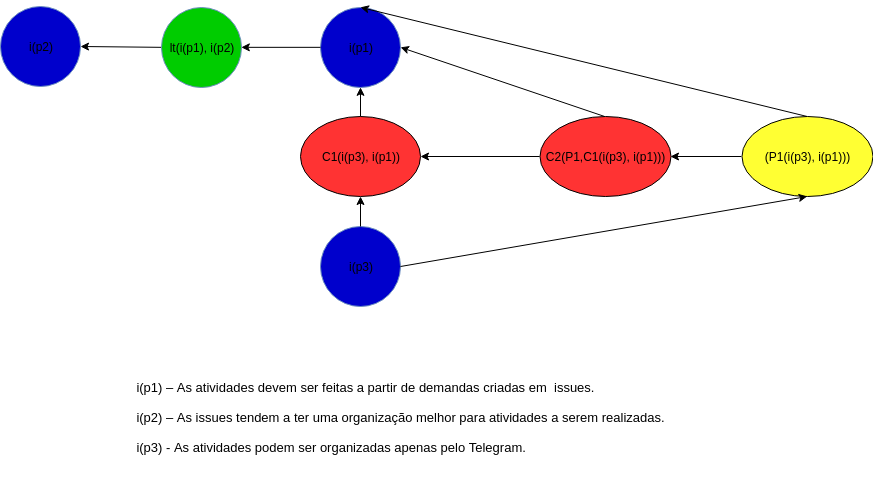 i(p2)
It(i(p1), i(p2)
i(p1)
C1(i(p3), i(p1))
C2(P1,C1(i(p3), i(p1)))
(P1(i(p3), i(p1)))
i(p3)
i(p1) – As atividades devem ser feitas a partir de demandas criadas em  issues.
i(p2) – As issues tendem a ter uma organização melhor para atividades a serem realizadas.
i(p3) - As atividades podem ser organizadas apenas pelo Telegram.